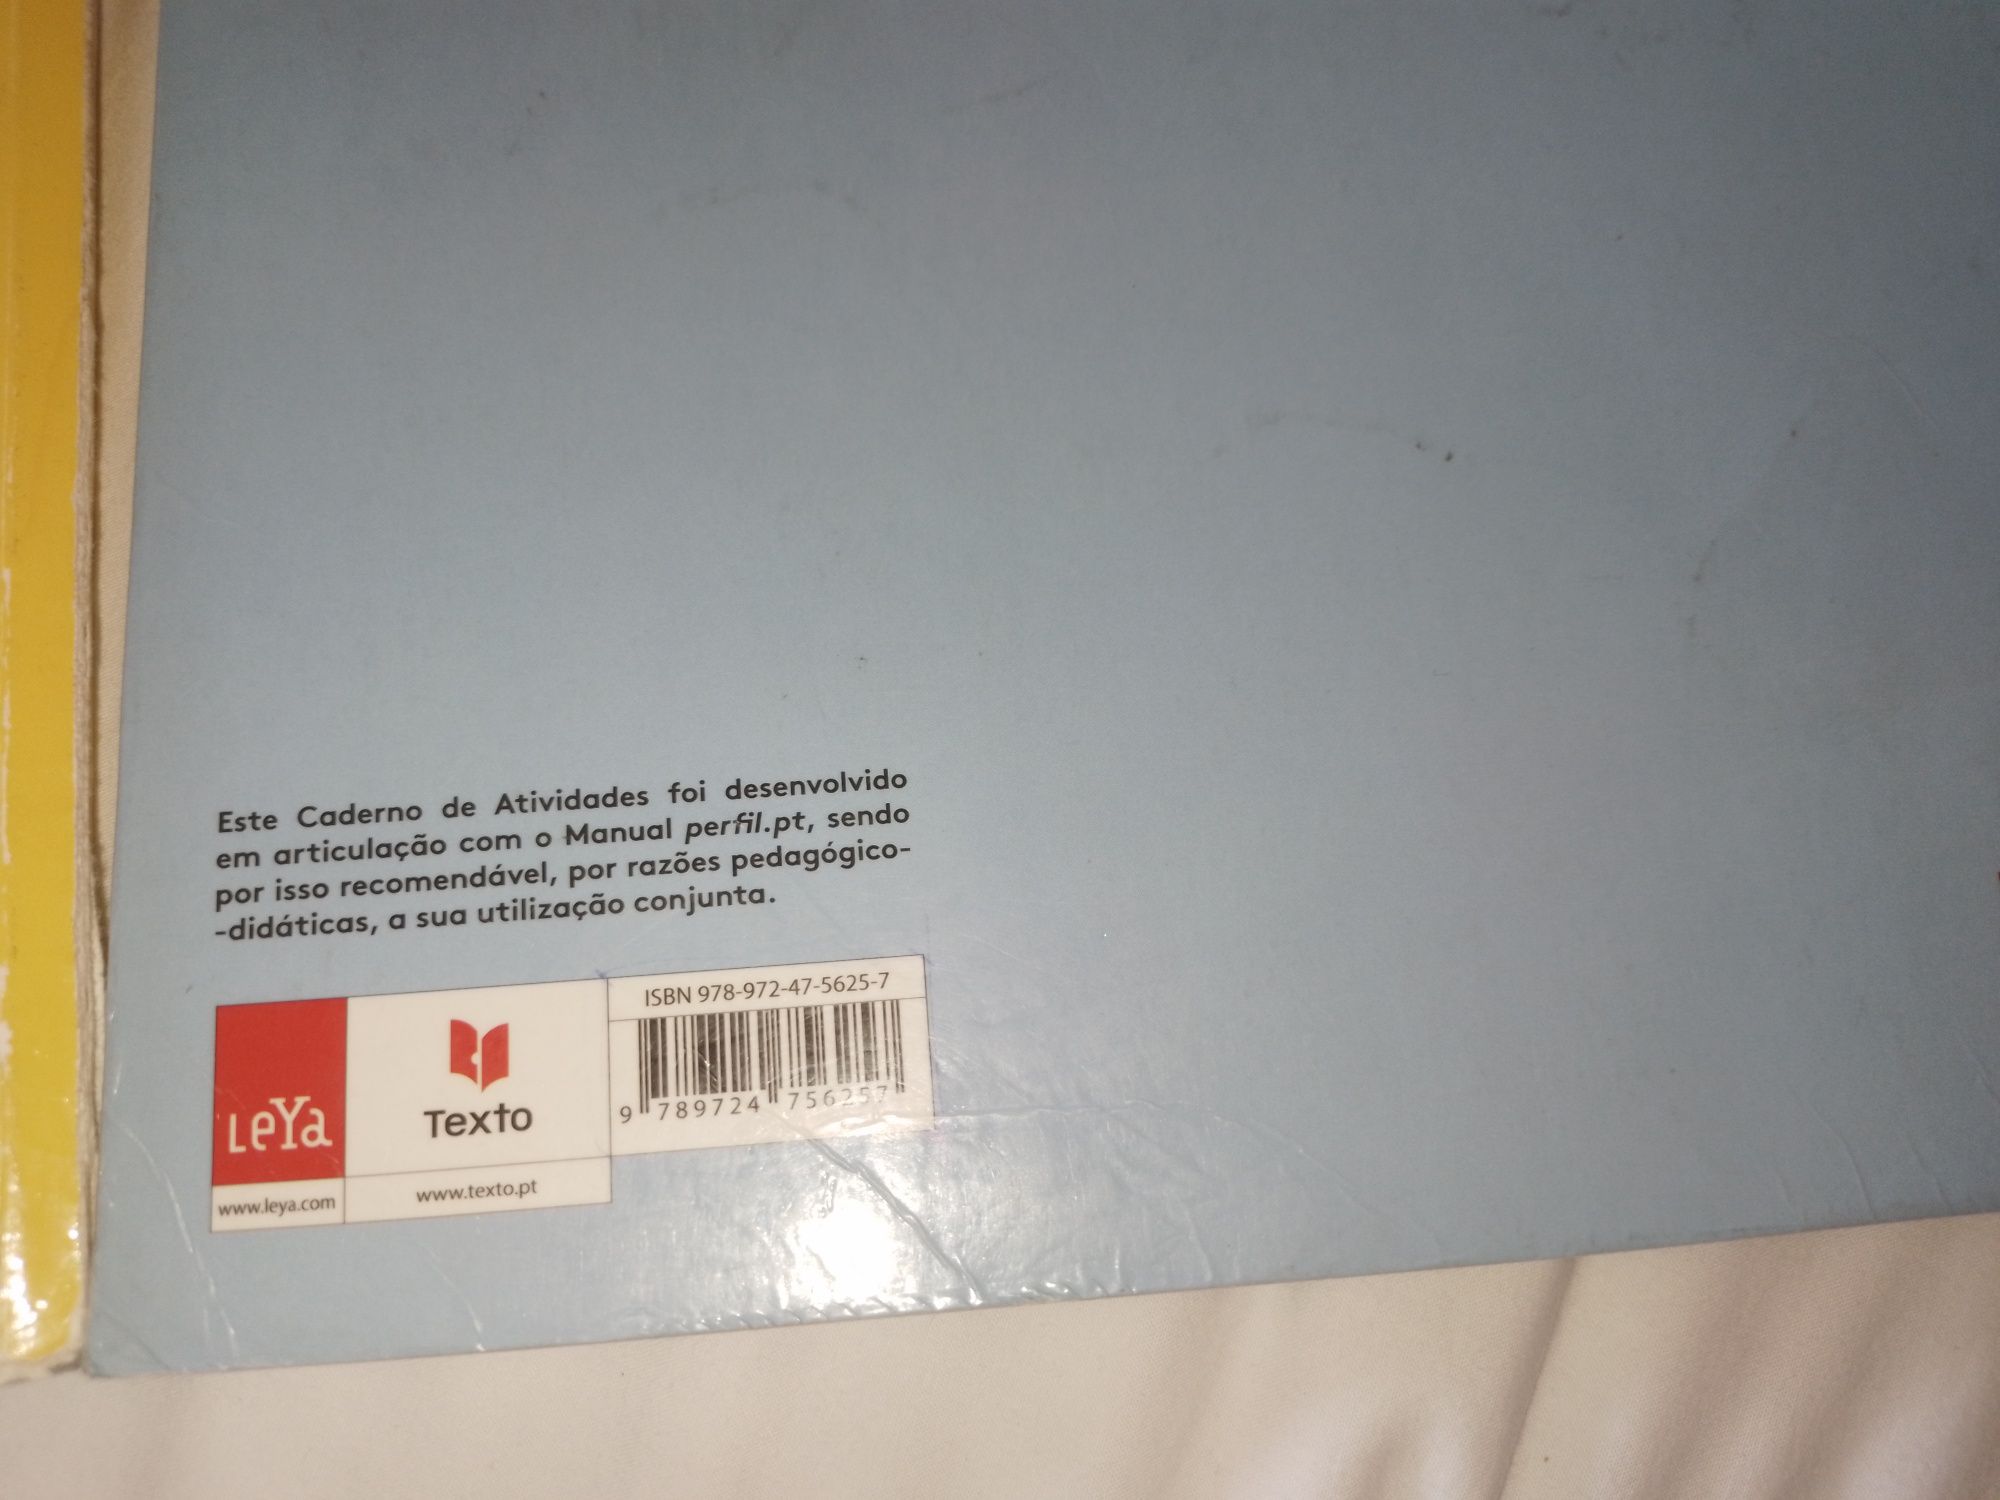 Este Caderno de Atividades foi desenvolvido
em articulação com o Manual perfil.pt, sendo
por isso recomendável, por razões pedagógico-
-didáticas, a sua utilização conjunta.
ISBN 978-972-47-5625-7
9 789724 756257
LeYa
Texto
www.leya.com
www.texto.pt